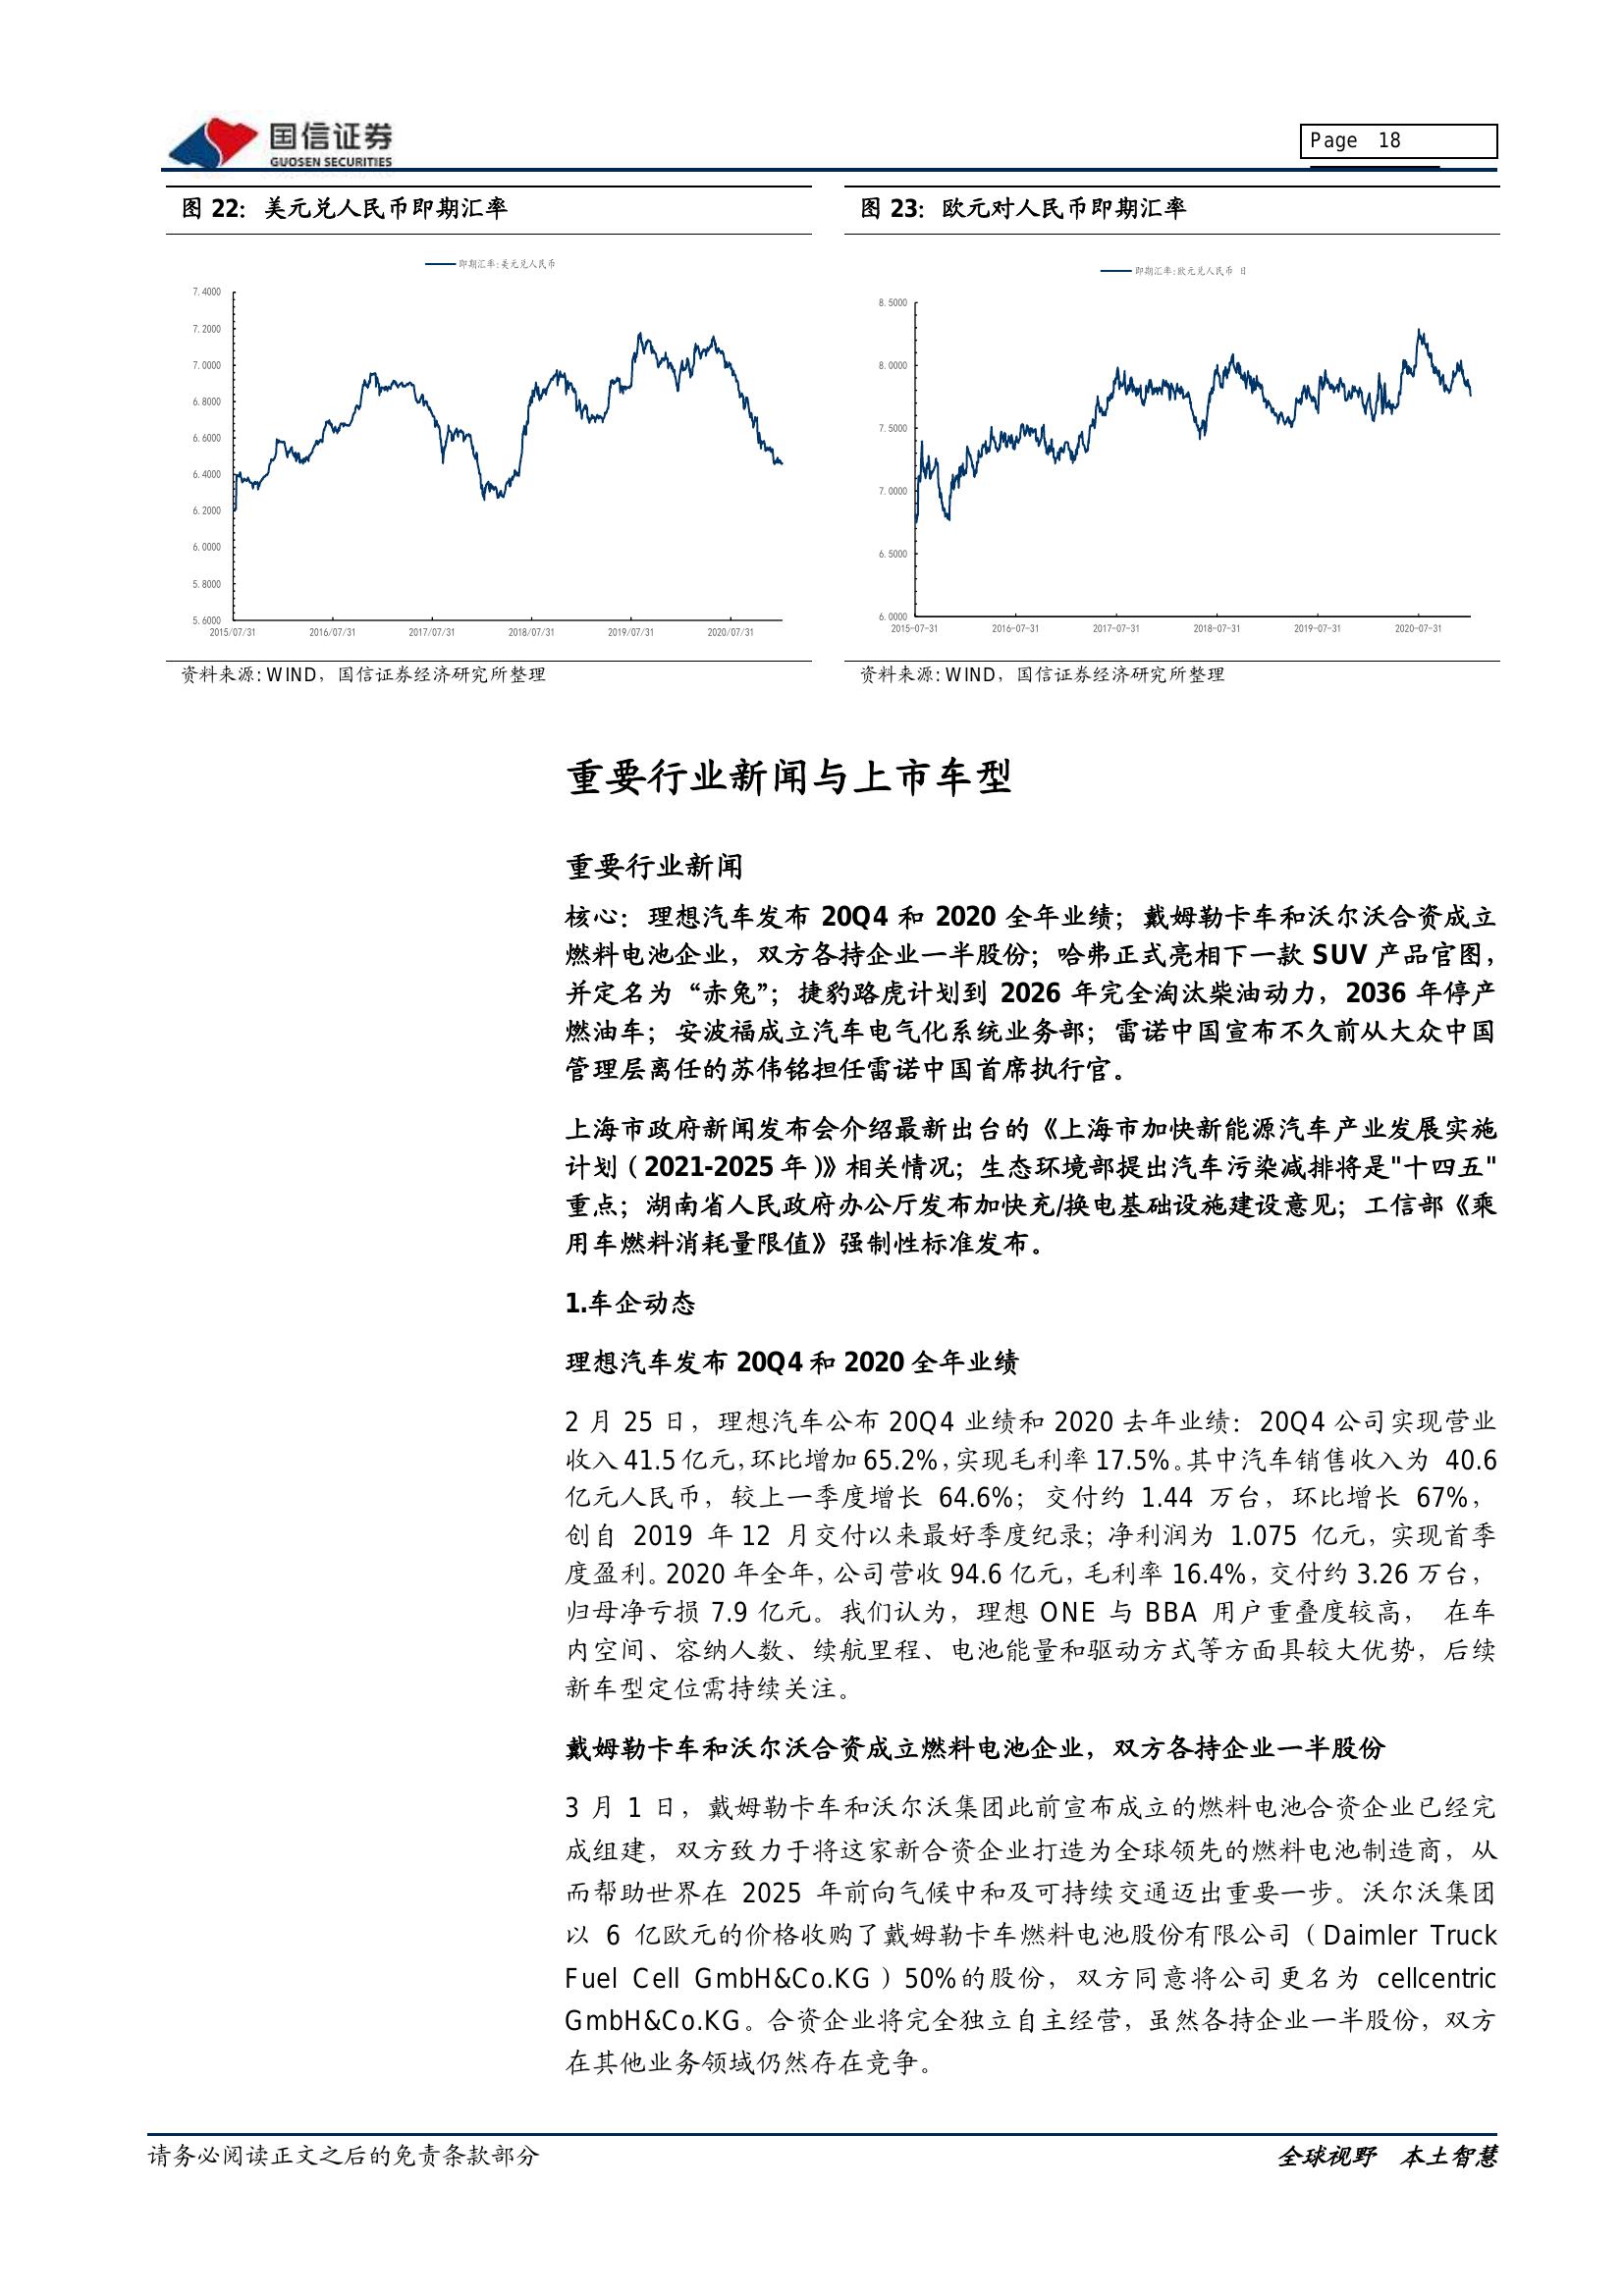 国信证券
GUOSEN SECURITIES
Page 18
图 22：美元兑人民币即期汇率
即期汇率:美元兑人民币
7.4000
7.2000
7.0000
6.8000
6.6000
6.4000
6.2000
6.0000
5.8000
5.6000
2015/07/31 2016/07/31 2017/07/31 2018/07/31 2019/07/31 2020/07/31
资料来源: WIND，国信证券经济研究所整理
图 23：欧元对人民币即期汇率
即期汇率:欧元兑人民币 日
8.5000
8.0000
7.5000
7.0000
6.5000
6.0000
2015-07-31 2016-07-31 2017-07-31 2018-07-31 2019-07-31 2020-07-31
资料来源: WIND，国信证券经济研究所整理
重要行业新闻与上市车型
重要行业新闻
核心：理想汽车发布 20Q4 和 2020 全年业绩；戴姆勒卡车和沃尔沃合资成立
燃料电池企业，双方各持企业一半股份；哈弗正式亮相下一款 SUV 产品官图，
并定名为“赤兔”；捷豹路虎计划到 2026 年完全淘汰柴油动力，2036 年停产
燃油车；安波福成立汽车电气化系统业务部；雷诺中国宣布不久前从大众中国
管理层离任的苏伟铭担任雷诺中国首席执行官。
上海市政府新闻发布会介绍最新出台的《上海市加快新能源汽车产业发展实施
计划（2021-2025 年）》相关情况；生态环境部提出汽车污染减排将是"十四五"
重点；湖南省人民政府办公厅发布加快充/换电基础设施建设意见；工信部《乘
用车燃料消耗量限值》强制性标准发布。
1.车企动态
理想汽车发布 20Q4 和 2020 全年业绩
2 月 25 日，理想汽车公布 20Q4 业绩和 2020 去年业绩：20Q4 公司实现营业
收入 41.5 亿元，环比增加 65.2%，实现毛利率 17.5%。其中汽车销售收入为 40.6
亿元人民币，较上一季度增长 64.6%；交付约 1.44 万台，环比增长 67%，
创自 2019 年 12 月交付以来最好季度纪录；净利润为 1.075 亿元，实现首季
度盈利。2020 年全年，公司营收 94.6 亿元，毛利率 16.4%，交付约 3.26 万台，
归母净亏损 7.9 亿元。我们认为，理想 ONE 与 BBA 用户重叠度较高， 在车
内空间、容纳人数、续航里程、电池能量和驱动方式等方面具较大优势，后续
新车型定位需持续关注。
戴姆勒卡车和沃尔沃合资成立燃料电池企业，双方各持企业一半股份
3 月 1 日，戴姆勒卡车和沃尔沃集团此前宣布成立的燃料电池合资企业已经完
成组建，双方致力于将这家新合资企业打造为全球领先的燃料电池制造商，从
而帮助世界在 2025 年前向气候中和及可持续交通迈出重要一步。沃尔沃集团
以 6 亿欧元的价格收购了戴姆勒卡车燃料电池股份有限公司（Daimler Truck
Fuel Cell GmbH&Co.KG）50%的股份，双方同意将公司更名为 cellcentric
GmbH&Co.KG。合资企业将完全独立自主经营，虽然各持企业一半股份，双方
在其他业务领域仍然存在竞争。
请务必阅读正文之后的免责条款部分
全球视野 本土智慧